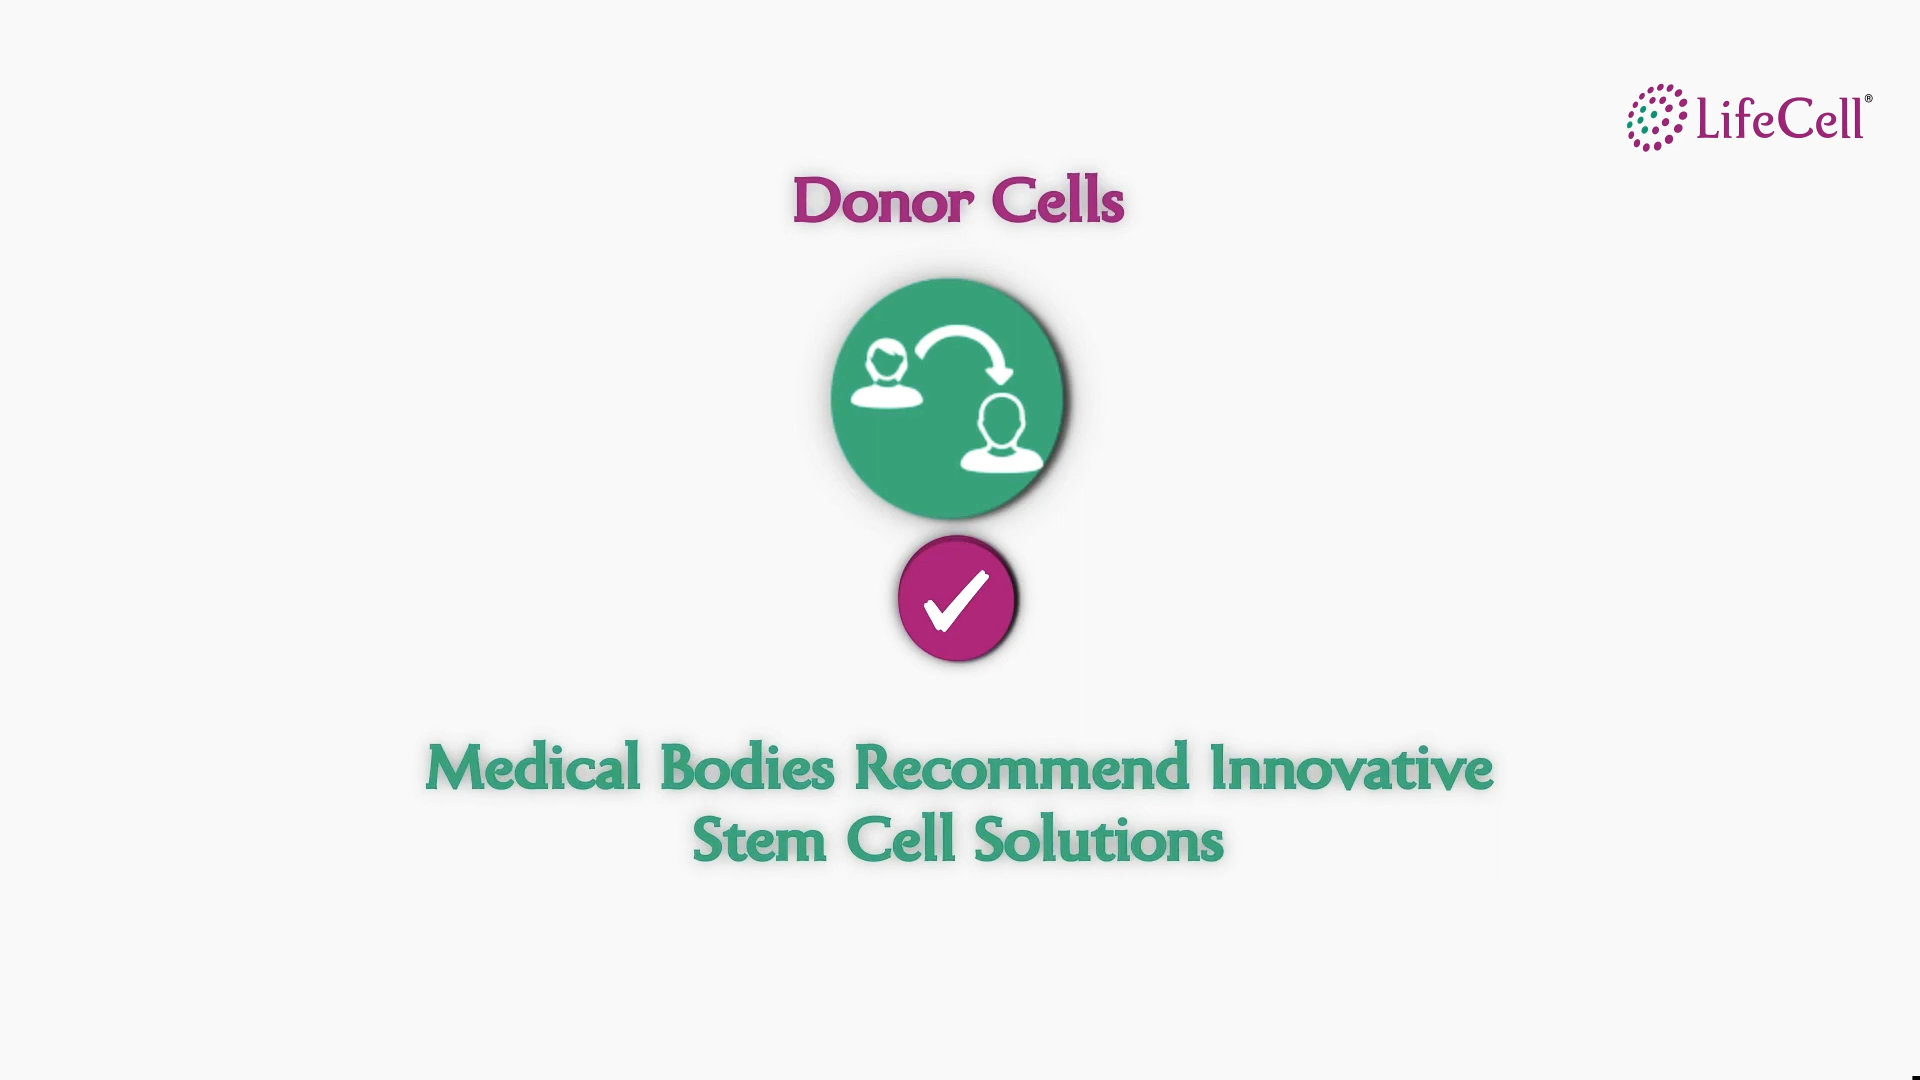 LifeCell®
Donor Cells
Medical Bodies Recommend Innovative
Stem Cell Solutions